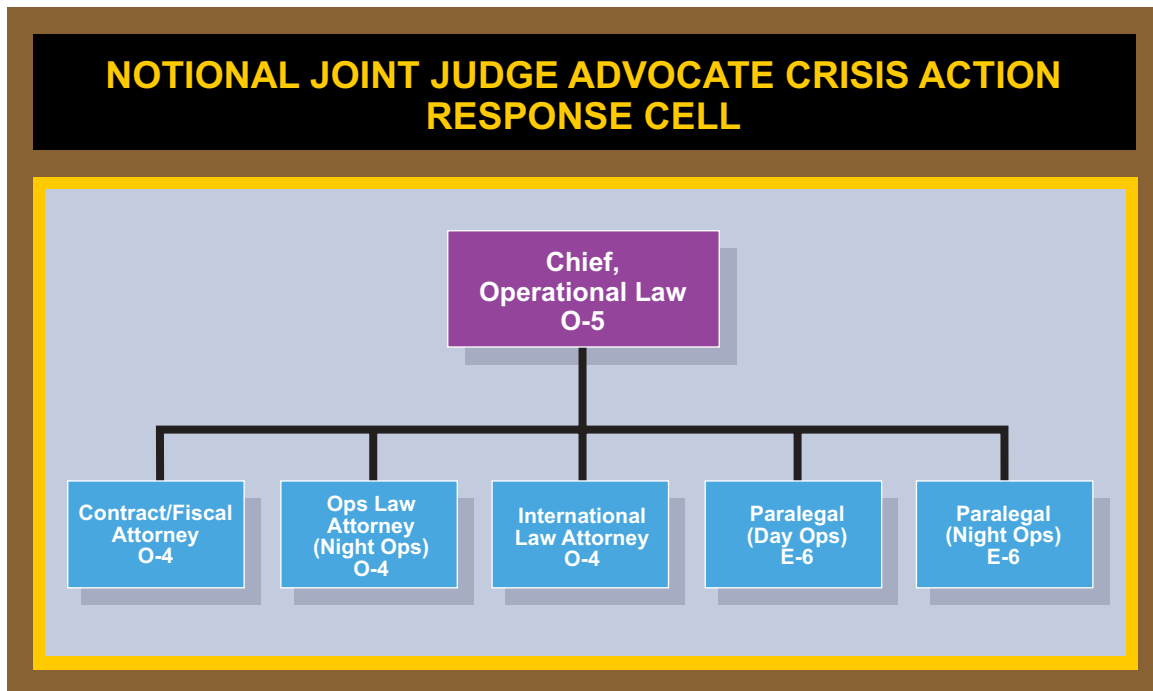 NOTIONAL JOINT JUDGE ADVOCATE CRISIS ACTION
RESPONSE CELL
Chief,
Operational Law
O-5
Contract/Fiscal
Attorney
O-4
Ops Law
Attorney
(Night Ops)
O-4
International
Law Attorney
O-4
Paralegal
(Day Ops)
E-6
Paralegal
(Night Ops)
E-6